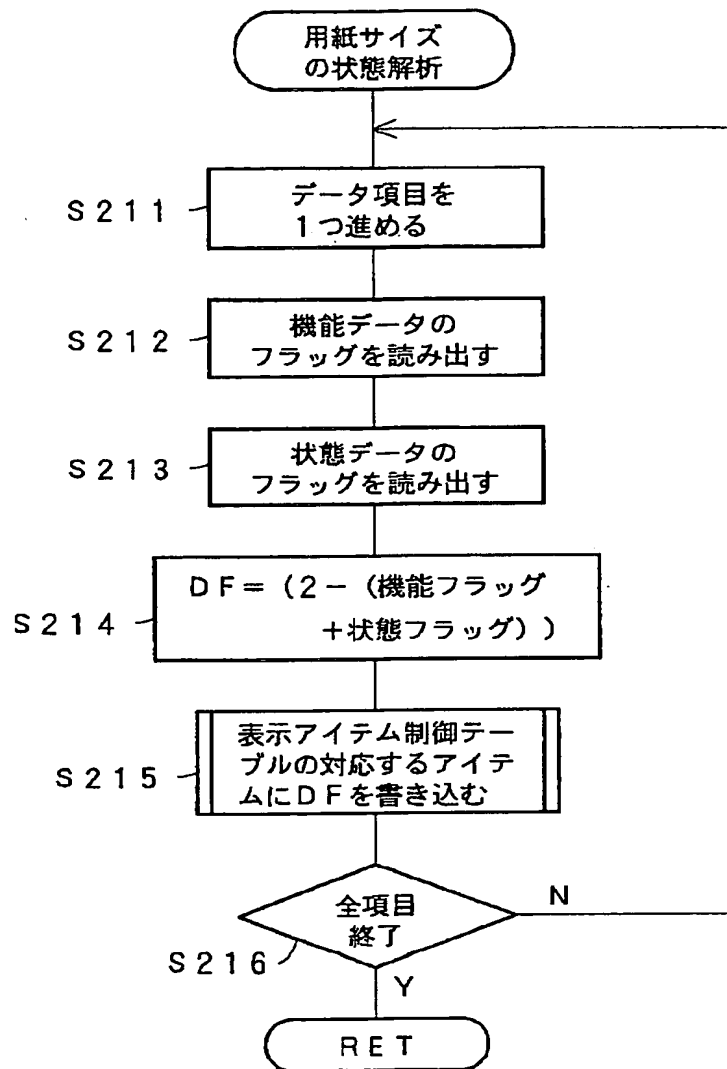 用紙サイズ
の状態解析
S211
データ項目を
1つ進める
S212
機能データの
フラッグを読み出す
S213
状態データの
フラッグを読み出す
S214
DF=(2-(機能フラッグ
+状態フラッグ))
S215
表示アイテム制御テー
ブルの対応するアイテ
ムにDFを書き込む
全項目
終了
N
S216
Y
RET